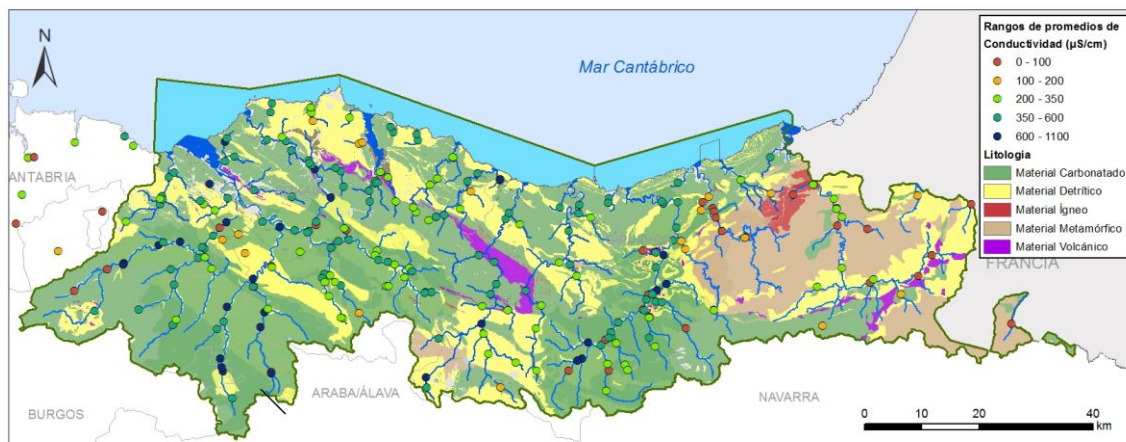 N
Mar Cantábrico
Rangos de promedios de
Conductividad (µS/cm)
0 - 100
100 - 200
200 - 350
350 - 600
600 - 1100
Litología
Material Carbonatado
Material Detrítico
Material Ígneo
Material Metamórfico
Material Volcánico
ANTABRIA
FRANCIA
BURGOS
ARABA/ÁLAVA
NAVARRA
0 10 20 40
km